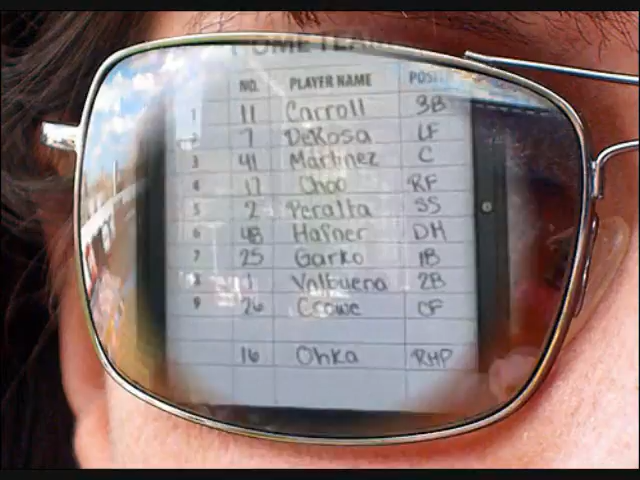 HOME TEAM
NO. PLAYER NAME
1 11 Carroll 3B
2 7 DeRosa LF
3 41 Martinez C
4 17 Choo RF
5 2 Peralta SS
6 48 Hafner DH
7 25 Garko 1B
8 1 Valbuena 2B
9 26 Crowe CF
16 Ohka RHP